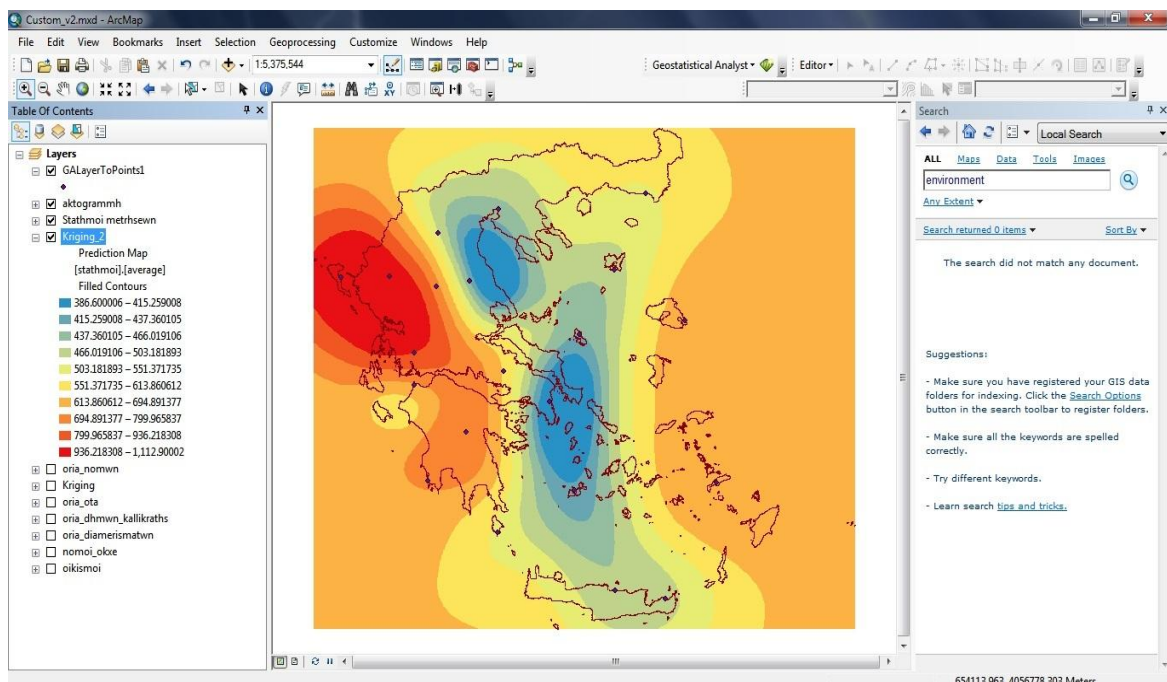 Custom_v2.mxd - ArcMap
File Edit View Bookmarks Insert Selection Geoprocessing Customize Windows Help
1:5,375,544
Geostatistical Analyst
Editor
Table Of Contents
Layers
GALayerToPoints1
aktogrammh
Stathmoi metrhsewn
Kriging_2
Prediction Map
[stathmoi].[average]
Filled Contours
386.600006 – 415.259008
415.259008 – 437.360105
437.360105 – 466.019106
466.019106 – 503.181893
503.181893 – 551.371735
551.371735 – 613.860612
613.860612 – 694.891377
694.891377 – 799.965837
799.965837 – 936.218308
936.218308 – 1,112.90002
oria_nomwn
Kriging
oria_ota
oria_dhmwn_kallikraths
oria_diamerismatwn
nomoi_okxe
oikismoi
Search
Local Search
ALL Maps Data Tools Images
environment
Any Extent
Search returned 0 items Sort By
The search did not match any document.
Suggestions:
- Make sure you have registered your GIS data
folders for indexing. Click the Search Options
button in the search toolbar to register folders.
- Make sure all the keywords are spelled
correctly.
- Try different keywords.
- Learn search tips and tricks.
654113.963 4056778.303 Meters